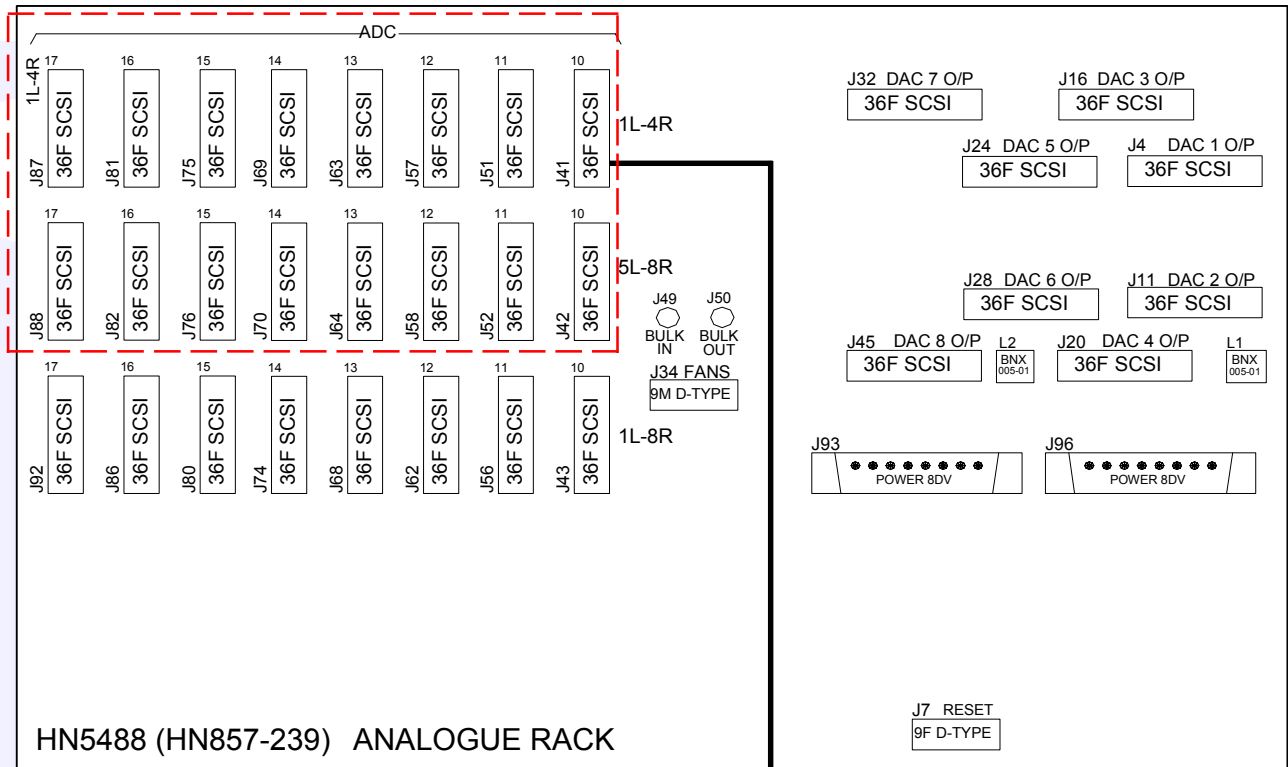 ADC
1L-4R
17 16 15 14 13 12 11 10
J87 36F SCSI J81 36F SCSI J75 36F SCSI J69 36F SCSI J63 36F SCSI J57 36F SCSI J51 36F SCSI J41 36F SCSI
1L-4R
17 16 15 14 13 12 11 10
J88 36F SCSI J82 36F SCSI J76 36F SCSI J70 36F SCSI J64 36F SCSI J58 36F SCSI J52 36F SCSI J42 36F SCSI
5L-8R
17 16 15 14 13 12 11 10
J92 36F SCSI J86 36F SCSI J80 36F SCSI J74 36F SCSI J68 36F SCSI J62 36F SCSI J56 36F SCSI J43 36F SCSI
1L-8R
J49
BULK
IN
J50
BULK
OUT
J34 FANS
9M D-TYPE
J32 DAC 7 O/P
36F SCSI
J16 DAC 3 O/P
36F SCSI
J24 DAC 5 O/P
36F SCSI
J4 DAC 1 O/P
36F SCSI
J28 DAC 6 O/P
36F SCSI
J11 DAC 2 O/P
36F SCSI
J45 DAC 8 O/P
36F SCSI
L2
BNX
005-01
J20 DAC 4 O/P
36F SCSI
L1
BNX
005-01
J93
POWER 8DV
J96
POWER 8DV
J7 RESET
9F D-TYPE
HN5488 (HN857-239) ANALOGUE RACK